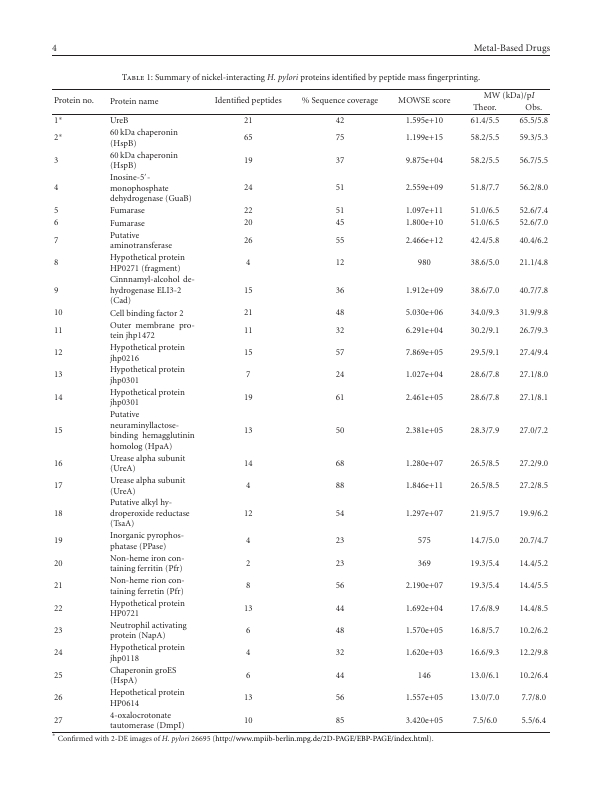 4
Metal-Based Drugs
Table 1: Summary of nickel-interacting H. pylori proteins identified by peptide mass fingerprinting.
Protein no. Protein name Identified peptides % Sequence coverage MOWSE score MW (kDa)/pI
Theor. Obs.
1* UreB 21 42 1.595e+10 61.4/5.5 65.5/5.8
2* 60 kDa chaperonin
(HspB) 65 75 1.199e+15 58.2/5.5 59.3/5.3
3 60 kDa chaperonin
(HspB) 19 37 9.875e+04 58.2/5.5 56.7/5.5
4 Inosine-5′-
monophosphate
dehydrogenase (GuaB) 24 51 2.559e+09 51.8/7.7 56.2/8.0
5 Fumarase 22 51 1.097e+11 51.0/6.5 52.6/7.4
6 Fumarase 20 45 1.800e+10 51.0/6.5 52.6/7.0
7 Putative
aminotransferase 26 55 2.466e+12 42.4/5.8 40.4/6.2
8 Hypothetical protein
HP0271 (fragment) 4 12 980 38.6/5.0 21.1/4.8
9 Cinnnamyl-alcohol de-
hydrogenase ELI3-2
(Cad) 15 36 1.912e+09 38.6/7.0 40.7/7.8
10 Cell binding factor 2 21 48 5.030e+06 34.0/9.3 31.9/9.8
11 Outer membrane pro-
tein jhp1472 11 32 6.291e+04 30.2/9.1 26.7/9.3
12 Hypothetical protein
jhp0216 15 57 7.869e+05 29.5/9.1 27.4/9.4
13 Hypothetical protein
jhp0301 7 24 1.027e+04 28.6/7.8 27.1/8.0
14 Hypothetical protein
jhp0301 19 61 2.461e+05 28.6/7.8 27.1/8.1
15 Putative
neuraminyllactose-
binding hemagglutinin
homolog (HpaA) 13 50 2.381e+05 28.3/7.9 27.0/7.2
16 Urease alpha subunit
(UreA) 14 68 1.280e+07 26.5/8.5 27.2/9.0
17 Urease alpha subunit
(UreA) 4 88 1.846e+11 26.5/8.5 27.2/8.5
18 Putative alkyl hy-
droperoxide reductase
(TsaA) 12 54 1.297e+07 21.9/5.7 19.9/6.2
19 Inorganic pyrophos-
phatase (PPase) 4 23 575 14.7/5.0 20.7/4.7
20 Non-heme iron con-
taining ferritin (Pfr) 2 23 369 19.3/5.4 14.4/5.2
21 Non-heme rion con-
taining ferretin (Pfr) 8 56 2.190e+07 19.3/5.4 14.4/5.5
22 Hypothetical protein
HP0721 13 44 1.692e+04 17.6/8.9 14.4/8.5
23 Neutrophil activating
protein (NapA) 6 48 1.570e+05 16.8/5.7 10.2/6.2
24 Hypothetical protein
jhp0118 4 32 1.620e+03 16.6/9.3 12.2/9.8
25 Chaperonin groES
(HspA) 6 44 146 13.0/6.1 10.2/6.4
26 Hepothetical protein
HP0614 13 56 1.557e+05 13.0/7.0 7.7/8.0
27 4-oxalocrotonate
tautomerase (DmpI) 10 85 3.420e+05 7.5/6.0 5.5/6.4
* Confirmed with 2-DE images of H. pylori 26695 (http://www.mpiib-berlin.mpg.de/2D-PAGE/EBP-PAGE/index.html).